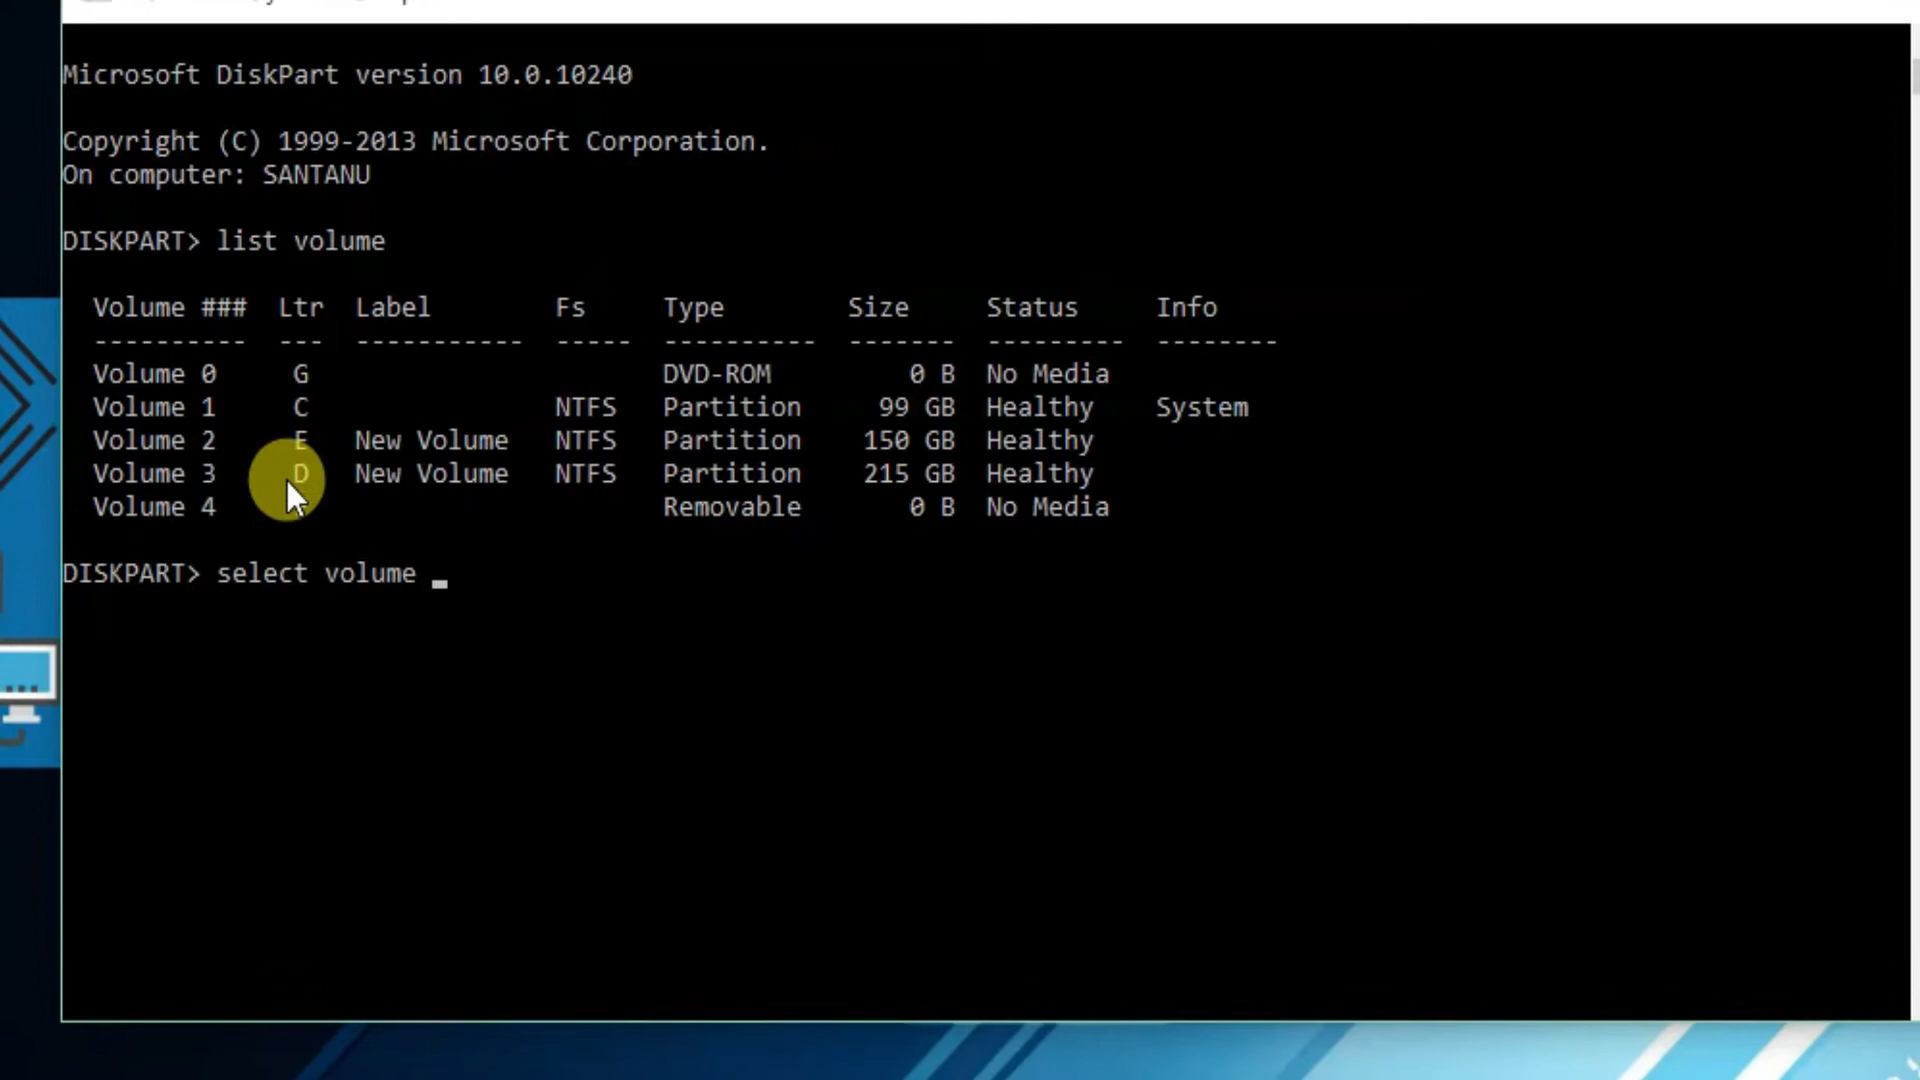 Microsoft DiskPart version 10.0.10240
Copyright (C) 1999-2013 Microsoft Corporation.
On computer: SANTANU
DISKPART> list volume
Volume ###  Ltr  Label        Fs     Type        Size     Status     Info
----------  ---  -----------  -----  ----------  -------  ---------  --------
Volume 0     G                       DVD-ROM         0 B  No Media
Volume 1     C                NTFS   Partition     99 GB  Healthy    System
Volume 2     E   New Volume   NTFS   Partition    150 GB  Healthy
Volume 3     D   New Volume   NTFS   Partition    215 GB  Healthy
Volume 4                             Removable       0 B  No Media
DISKPART> select volume